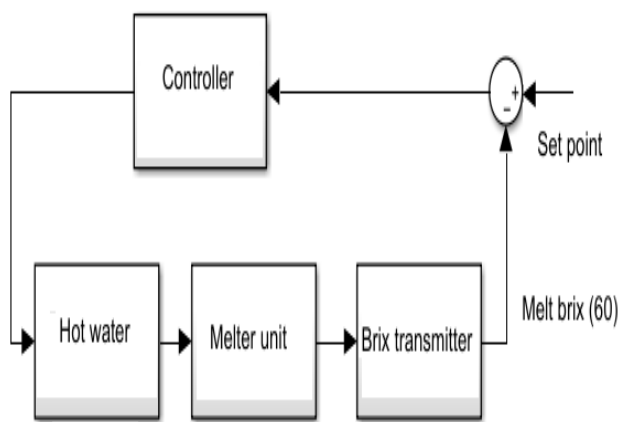 Controller
+
−
Set point
Hot water
Melter unit
Brix transmitter
Melt brix (60)